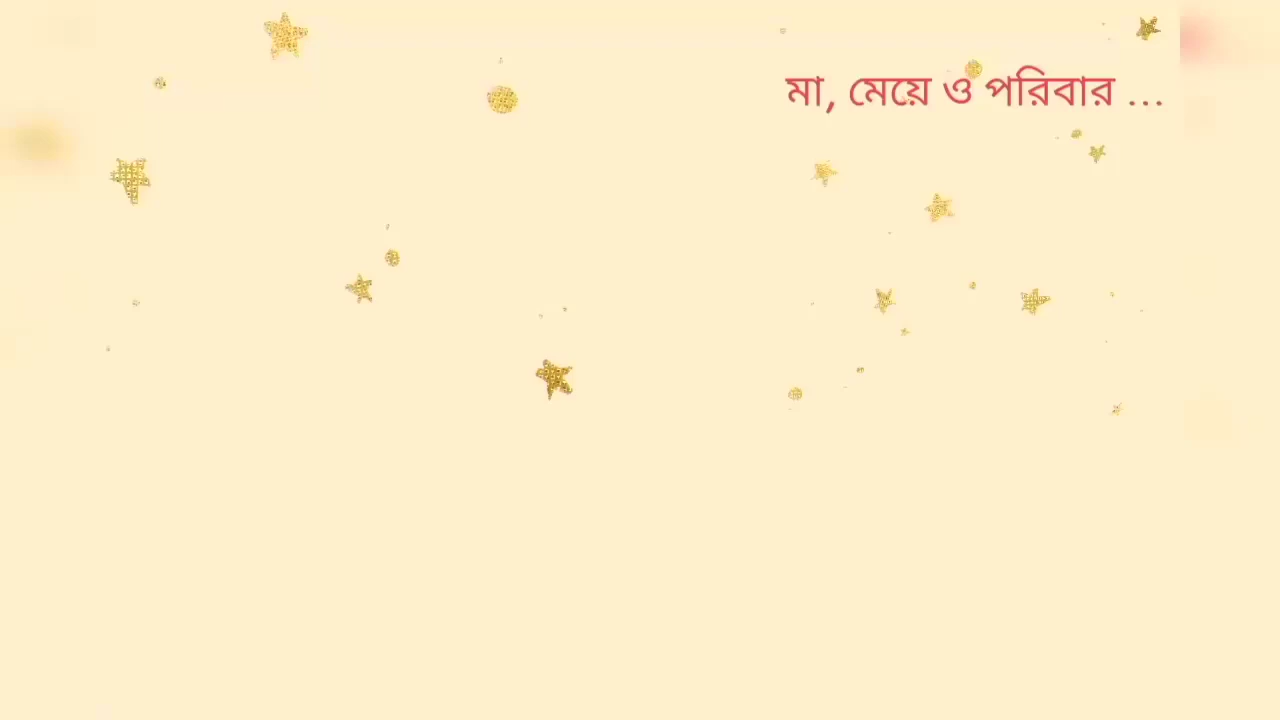 মা, মেয়ে ও পরিবার ...